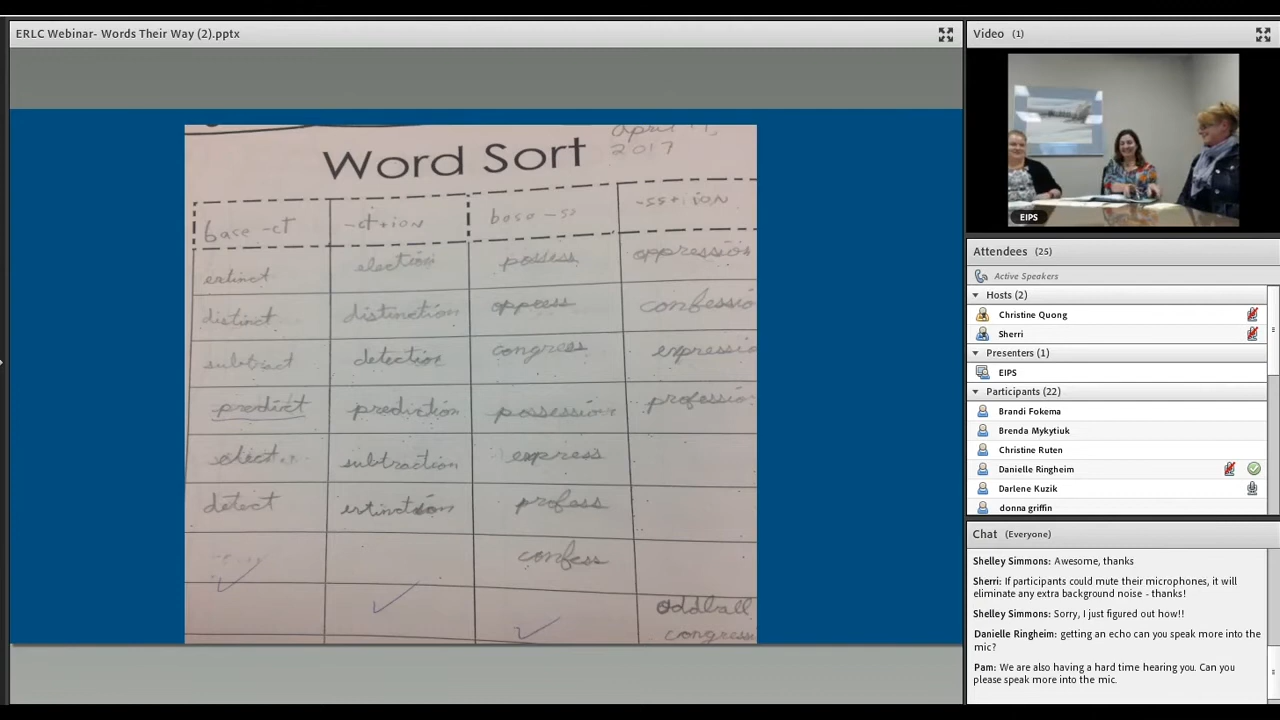 ERLC Webinar- Words Their Way (2).pptx
April
2017
Word Sort
base -ct -ct+ion base -ss -ss+ion
extinct election possess oppression
distinct distinction oppress confessio
subtract detection congress expressio
predict prediction possession professio
elect subtraction express
detect extinction profess
confess
oddball
congress
Video (1)
EIPS
Attendees (25)
Active Speakers
Hosts (2)
Christine Quong
Sherri
Presenters (1)
EIPS
Participants (22)
Brandi Fokema
Brenda Mykytiuk
Christine Ruten
Danielle Ringheim
Darlene Kuzik
donna griffin
Chat (Everyone)
Shelley Simmons: Awesome, thanks
Sherri: If participants could mute their microphones, it will
eliminate any extra background noise - thanks!
Shelley Simmons: Sorry, I just figured out how!!
Danielle Ringheim: getting an echo can you speak more into the
mic?
Pam: We are also having a hard time hearing you. Can you
please speak more into the mic.